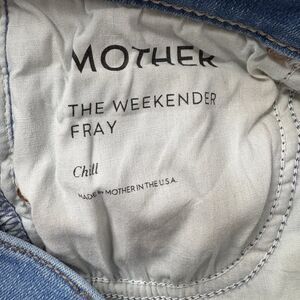 MOTHER
THE WEEKENDER
FRAY
Chill
MADE BY MOTHER IN THE U.S.A.